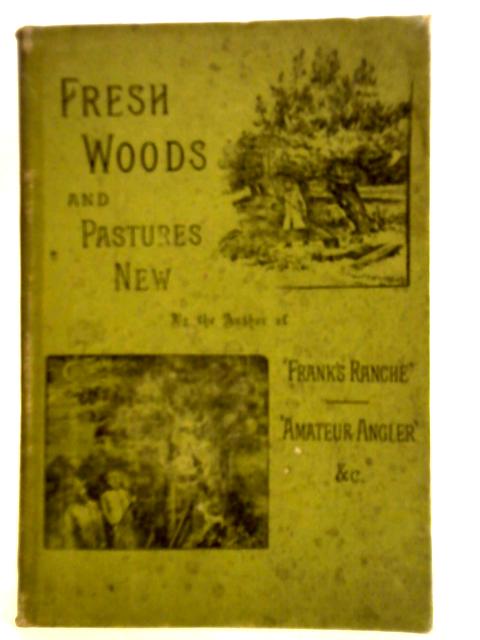 FRESH
WOODS
AND
PASTURES
NEW
By the Author of
"FRANK'S RANCHE"
"AMATEUR ANGLER"
&c.